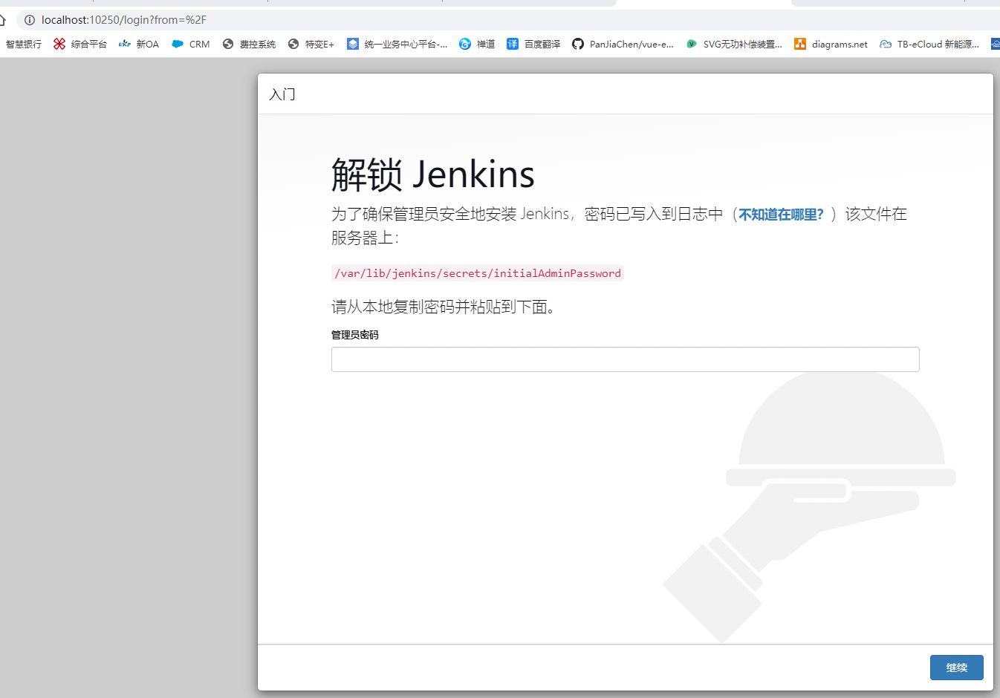 localhost:10250/login?from=%2F
智慧银行 综合平台 EKP 新OA CRM 费控系统 特变E+ 统一业务中心平台-... 禅道 译 百度翻译 PanJiaChen/vue-e... V SVG无功补偿装置... diagrams.net TB-eCloud 新能源...
入门
解锁 Jenkins
为了确保管理员安全地安装 Jenkins，密码已写入到日志中（不知道在哪里？）该文件在
服务器上：
/var/lib/jenkins/secrets/initialAdminPassword
请从本地复制密码并粘贴到下面。
管理员密码
继续